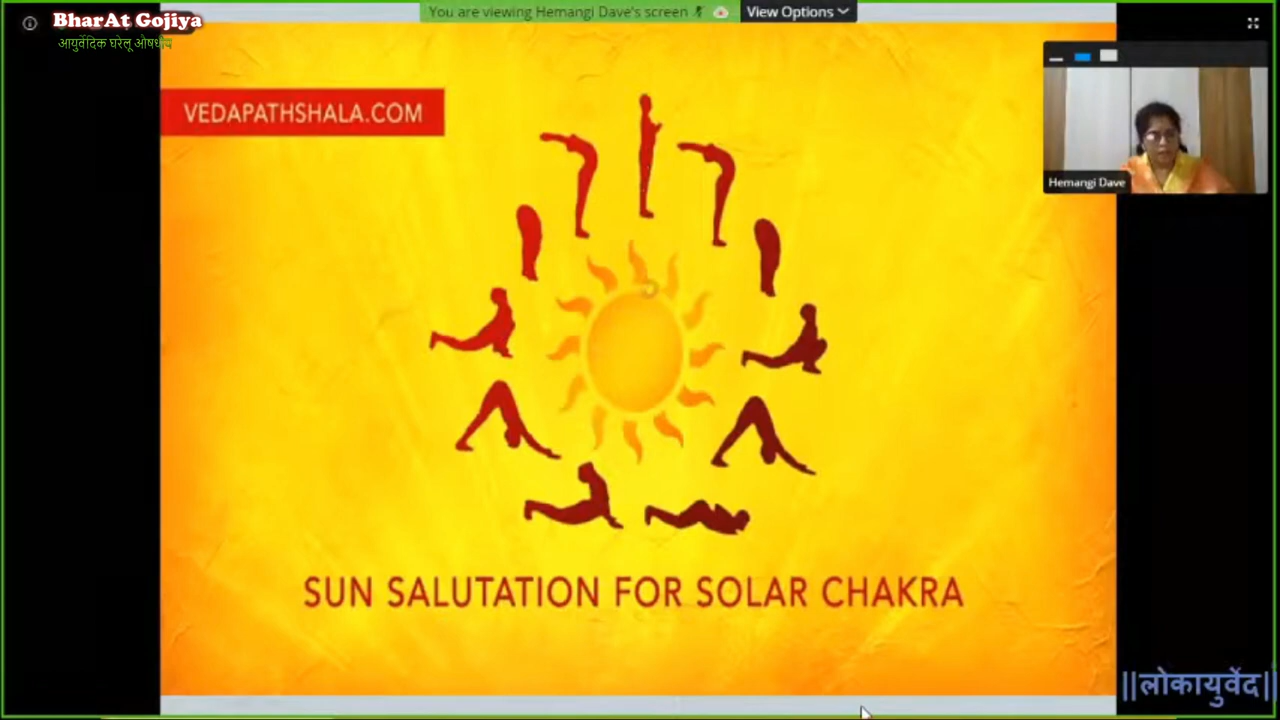 BharAt Gojiya
आयुर्वेदिक घरेलू औषधीय
You are viewing Hemangi Dave's screen
View Options
VEDAPATHSHALA.COM
Hemangi Dave
SUN SALUTATION FOR SOLAR CHAKRA
||लोकायुर्वेद||